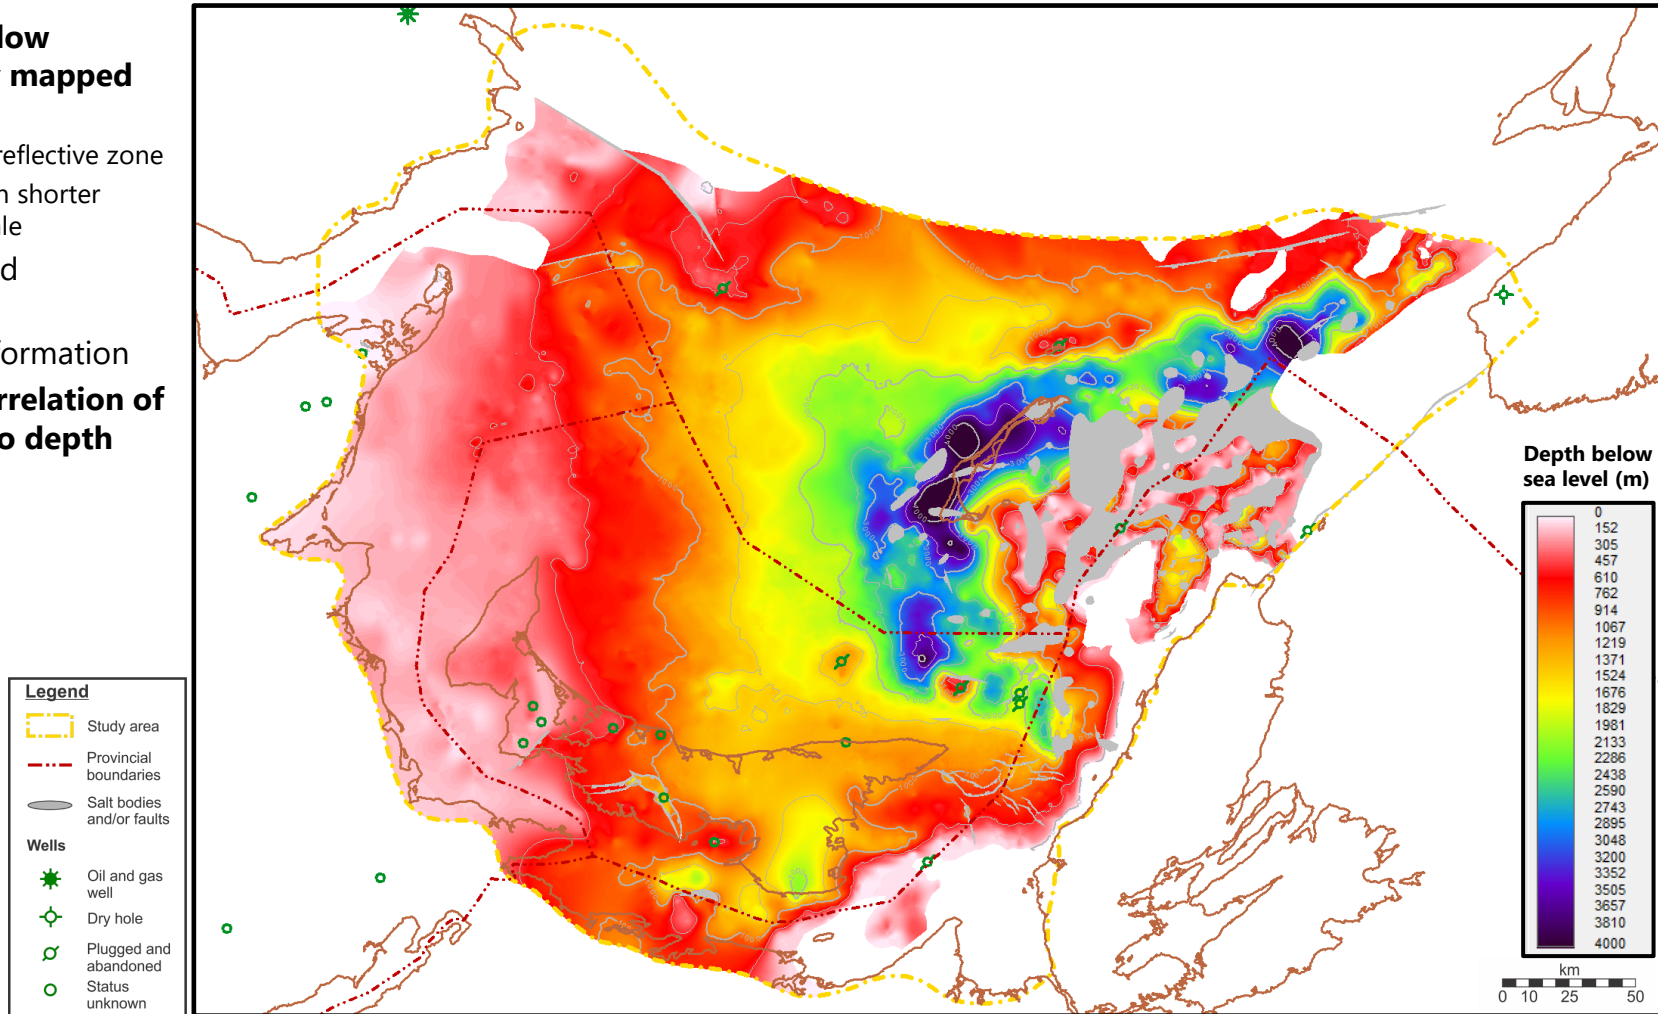 low
mapped
reflective zone
shorter
d
formation
rrelation of
o depth
Legend
Study area
Provincial
boundaries
Salt bodies
and/or faults
Wells
Oil and gas
well
Dry hole
Plugged and
abandoned
Status
unknown
Depth below
sea level (m)
0
152
305
457
610
762
914
1067
1219
1371
1524
1676
1829
1981
2133
2286
2438
2590
2743
2895
3048
3200
3352
3505
3657
3810
4000
km
0 10 25 50